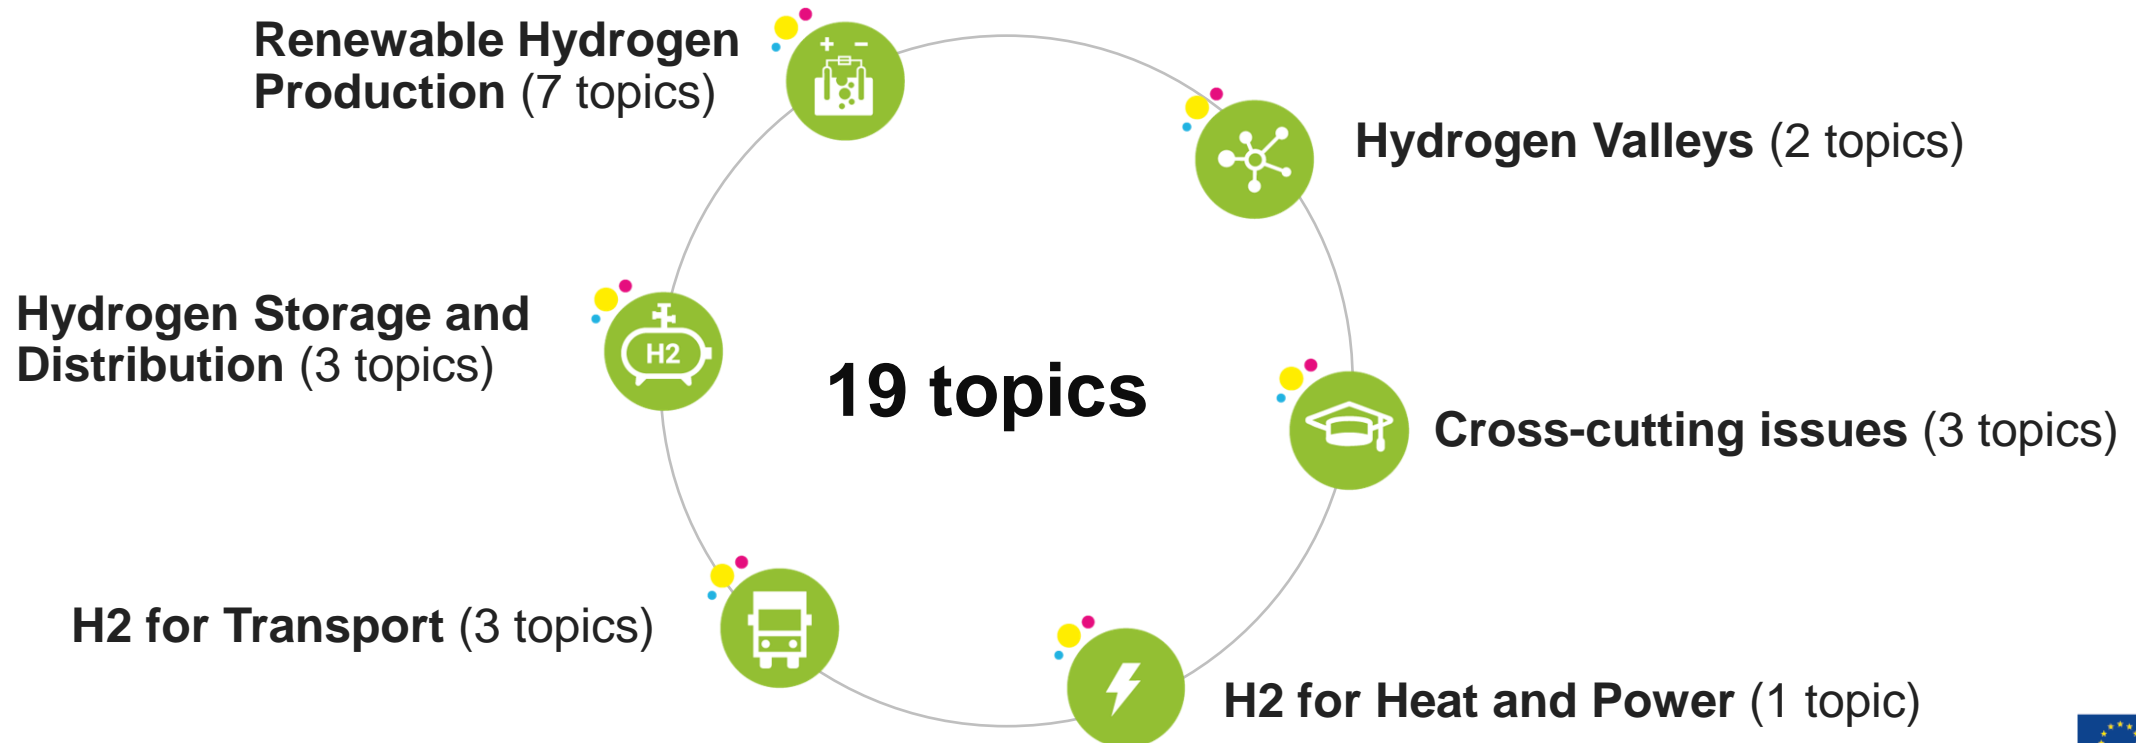 Renewable Hydrogen
Production (7 topics)
+ -
Hydrogen Valleys (2 topics)
Hydrogen Storage and
Distribution (3 topics)
H2
19 topics
Cross-cutting issues (3 topics)
H2 for Transport (3 topics)
H2 for Heat and Power (1 topic)